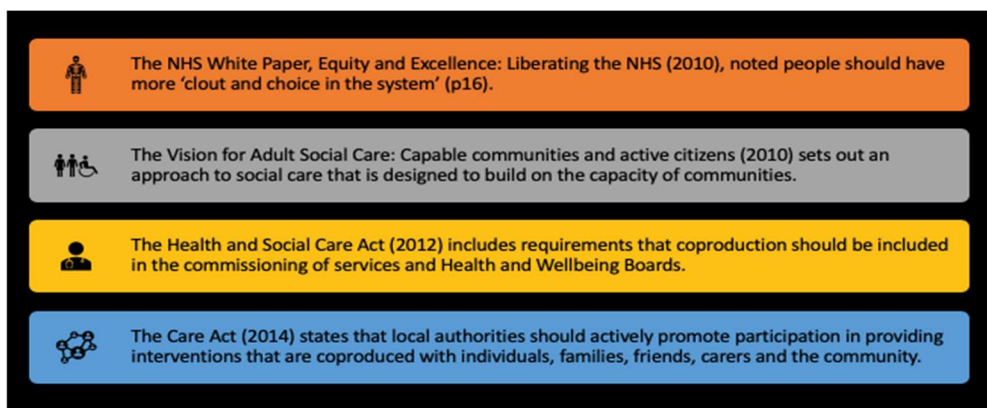 The NHS White Paper, Equity and Excellence: Liberating the NHS (2010), noted people should have
more ‘clout and choice in the system’ (p16).
The Vision for Adult Social Care: Capable communities and active citizens (2010) sets out an
approach to social care that is designed to build on the capacity of communities.
The Health and Social Care Act (2012) includes requirements that coproduction should be included
in the commissioning of services and Health and Wellbeing Boards.
The Care Act (2014) states that local authorities should actively promote participation in providing
interventions that are coproduced with individuals, families, friends, carers and the community.